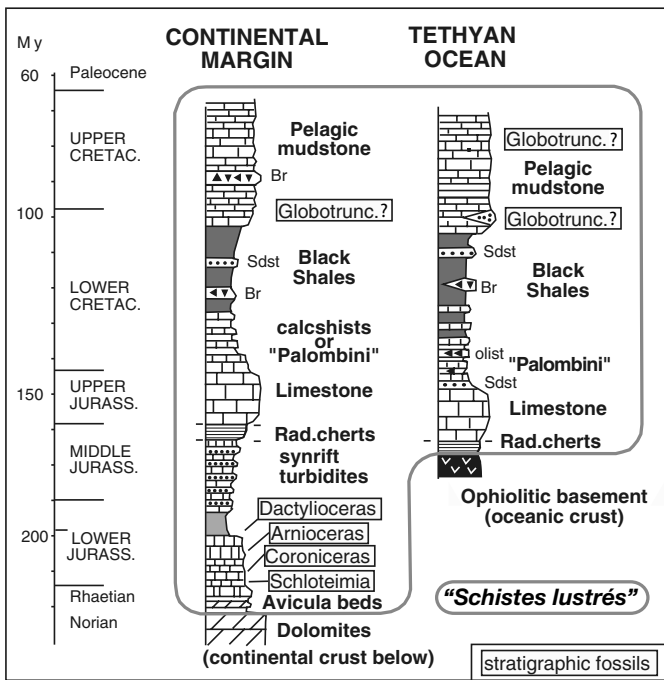 CONTINENTAL
MARGIN
TETHYAN
OCEAN
My
60
Paleocene
UPPER
CRETAC.
100
LOWER
CRETAC.
150
UPPER
JURASS.
MIDDLE
JURASS.
200
LOWER
JURASS.
Rhaetian
Norian
Pelagic
mudstone
Br
Globotrunc.?
Sdst
Black
Shales
Br
calcshists
or
"Palombini"
Limestone
Rad.cherts
synrift
turbidites
Dactylioceras
Arnioceras
Coroniceras
Schloteimia
Avicula beds
Dolomites
(continental crust below)
Globotrunc.?
Pelagic
mudstone
Globotrunc.?
Sdst
Black
Shales
Br
olist
"Palombini"
Sdst
Limestone
Rad.cherts
Ophiolitic basement
(oceanic crust)
"Schistes lustrés"
stratigraphic fossils